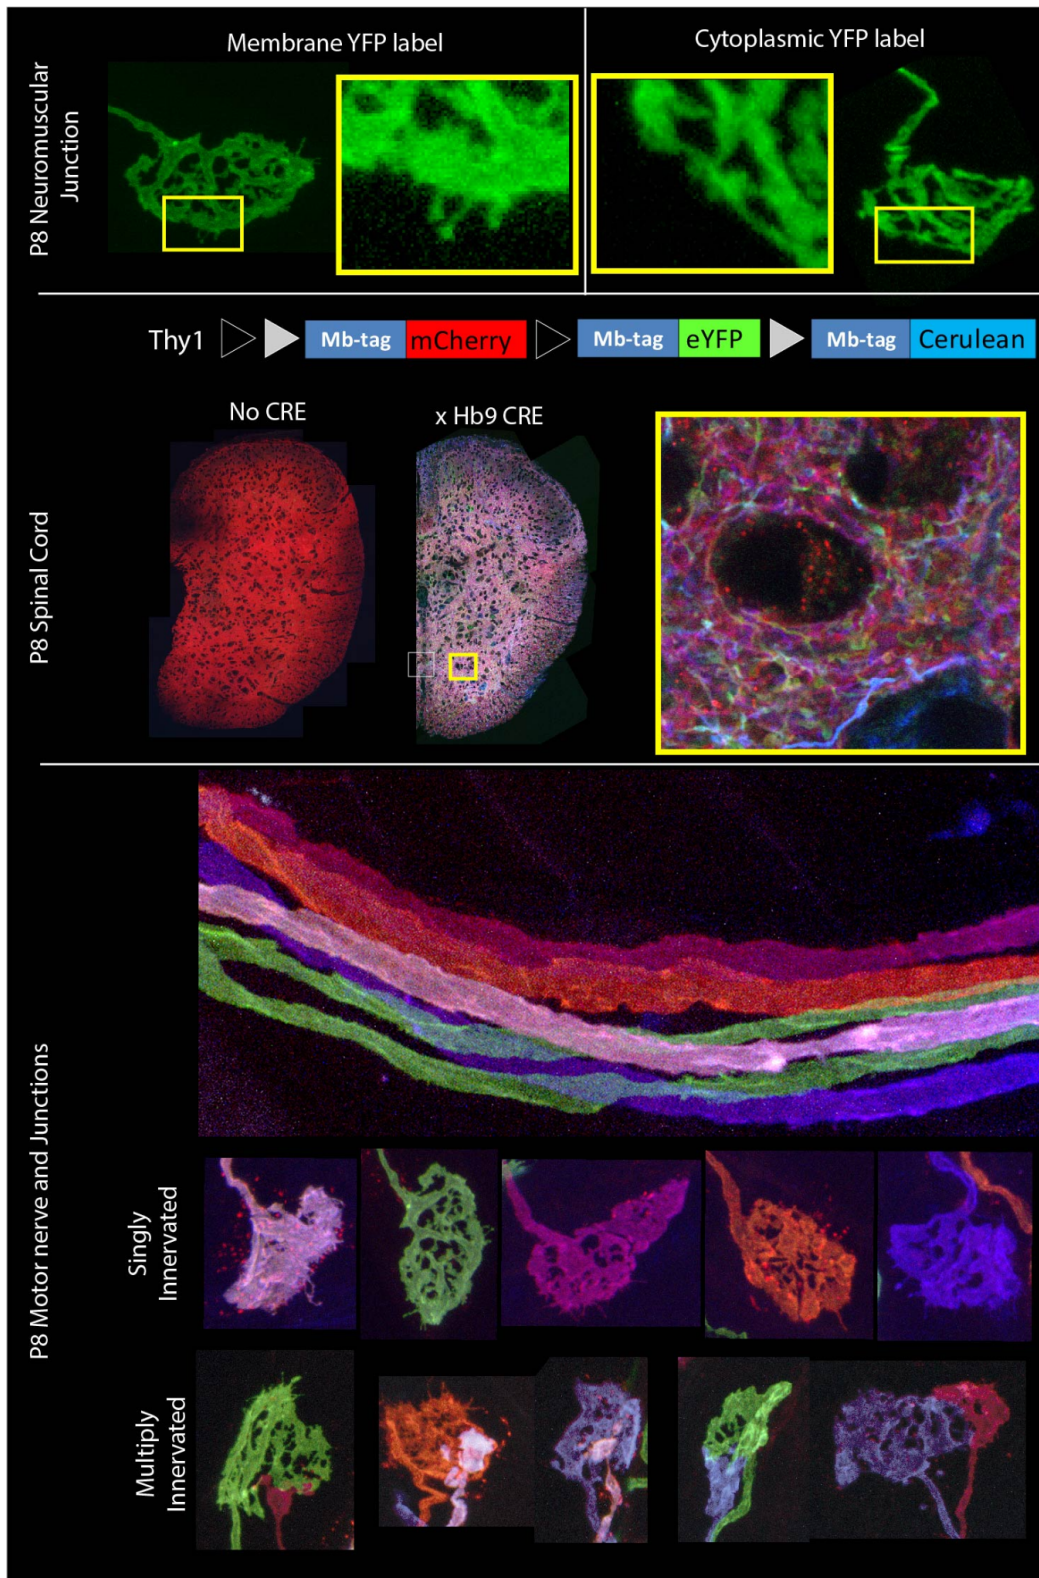 Membrane YFP label
Cytoplasmic YFP label
P8 Neuromuscular
Junction
Thy1
Mb-tag mCherry
Mb-tag eYFP
Mb-tag Cerulean
No CRE
x Hb9 CRE
P8 Spinal Cord
P8 Motor nerve and Junctions
Singly
Innervated
Multiply
Innervated